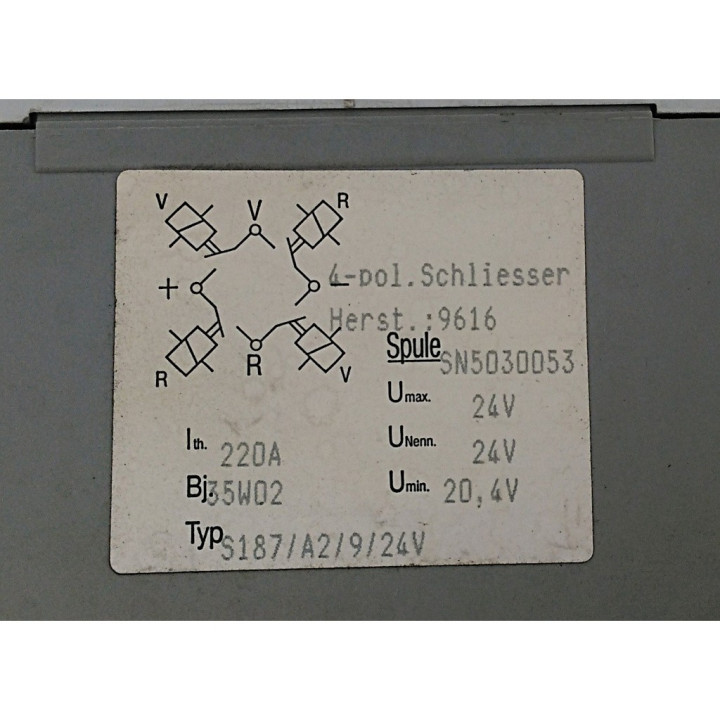 V V R
+ −
R R V
4-pol.Schliesser
Herst.:9616
Spule SN5030053
Umax. 24V
Ith. 220A UNenn. 24V
Bj. 35W02 Umin. 20,4V
Typ S187/A2/9/24V